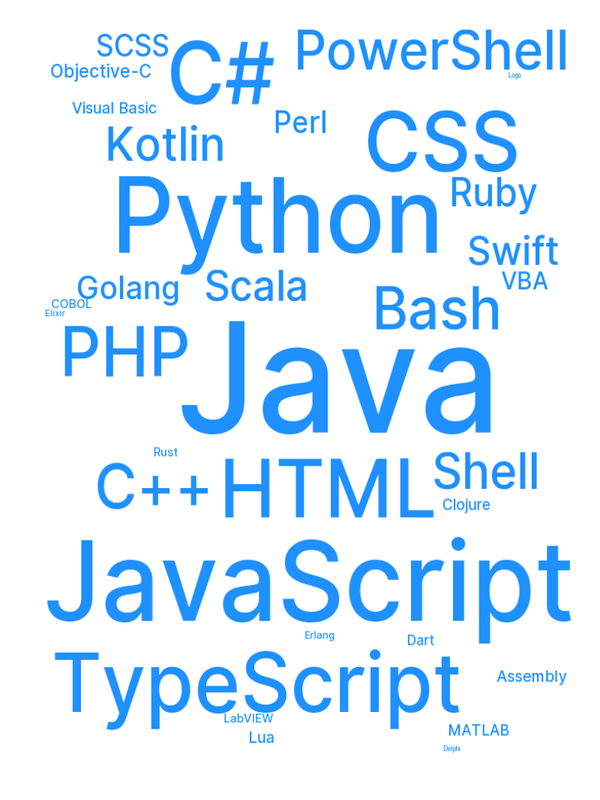 SCSS
PowerShell
C#
Objective-C
Logo
Visual Basic
Perl
Kotlin
CSS
Python
Ruby
Swift
VBA
Golang
Scala
COBOL
Elixir
Bash
PHP
Java
Rust
C++
HTML
Shell
Clojure
JavaScript
Erlang
Dart
TypeScript
Assembly
LabVIEW
Lua
MATLAB
Delphi